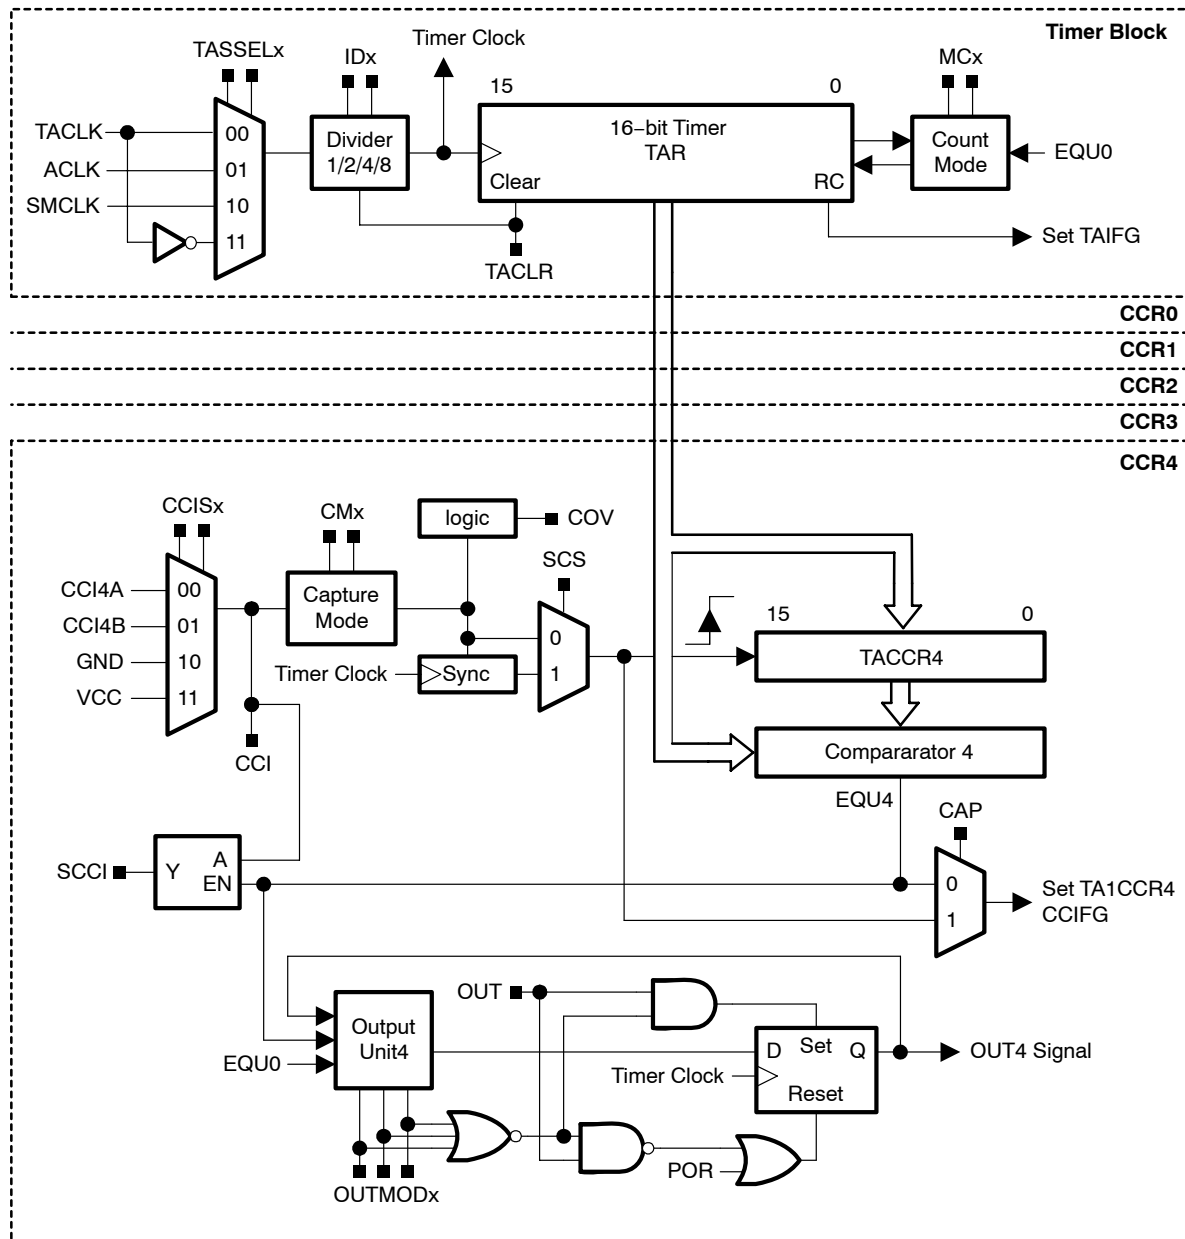 Timer Block
Timer Clock
TASSELx
IDx
MCx
15
0
TACLK
ACLK
SMCLK
00
01
10
11
Divider
1/2/4/8
16−bit Timer
TAR
Clear
RC
Count
Mode
EQU0
Set TAIFG
TACLR
CCR0
CCR1
CCR2
CCR3
CCR4
CCISx
CMx
logic
COV
SCS
CCI4A
CCI4B
GND
VCC
00
01
10
11
Capture
Mode
Timer Clock
Sync
0
1
15
0
TACCR4
CCI
Compararator 4
EQU4
CAP
SCCI
Y
A
EN
0
1
Set TA1CCR4
CCIFG
OUT
Output
Unit4
EQU0
D
Set
Q
OUT4 Signal
Timer Clock
Reset
POR
OUTMODx